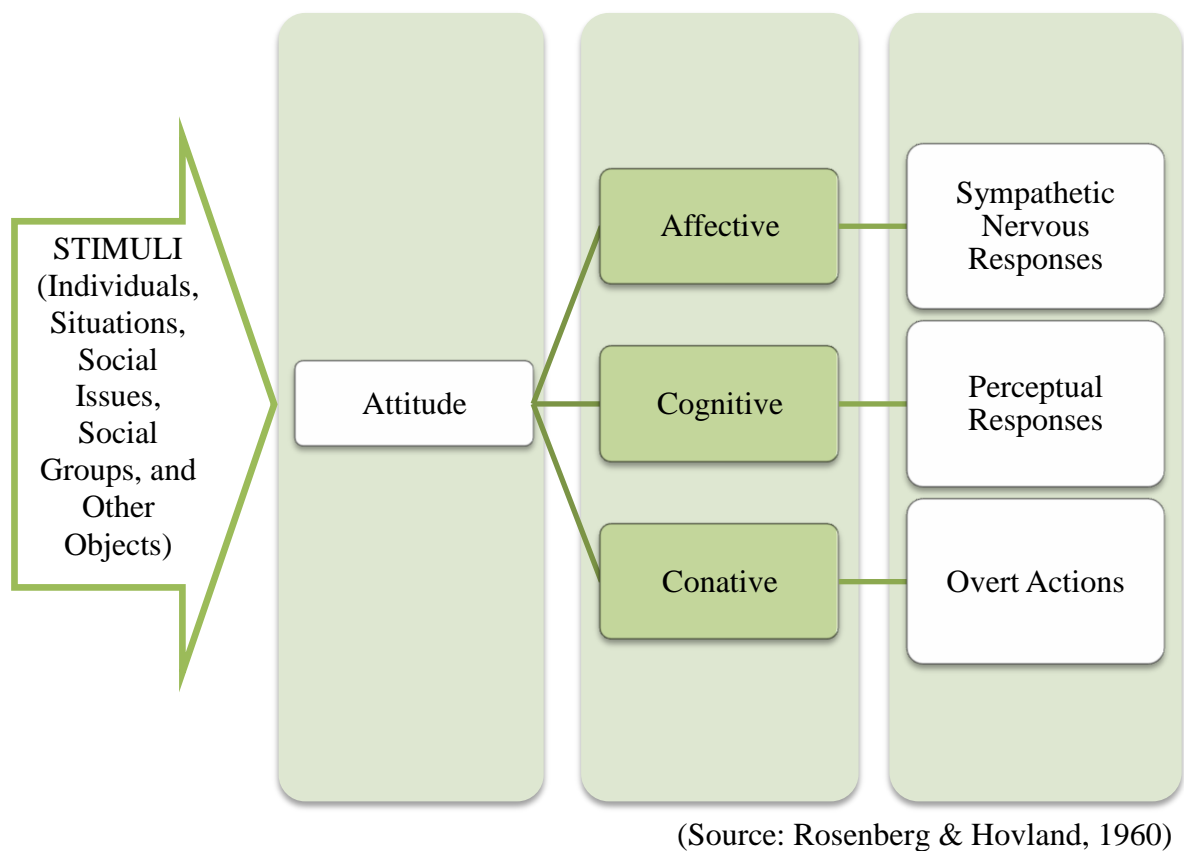 STIMULI
(Individuals,
Situations,
Social
Issues,
Social
Groups, and
Other
Objects)
Attitude
Affective
Cognitive
Conative
Sympathetic
Nervous
Responses
Perceptual
Responses
Overt Actions
(Source: Rosenberg & Hovland, 1960)